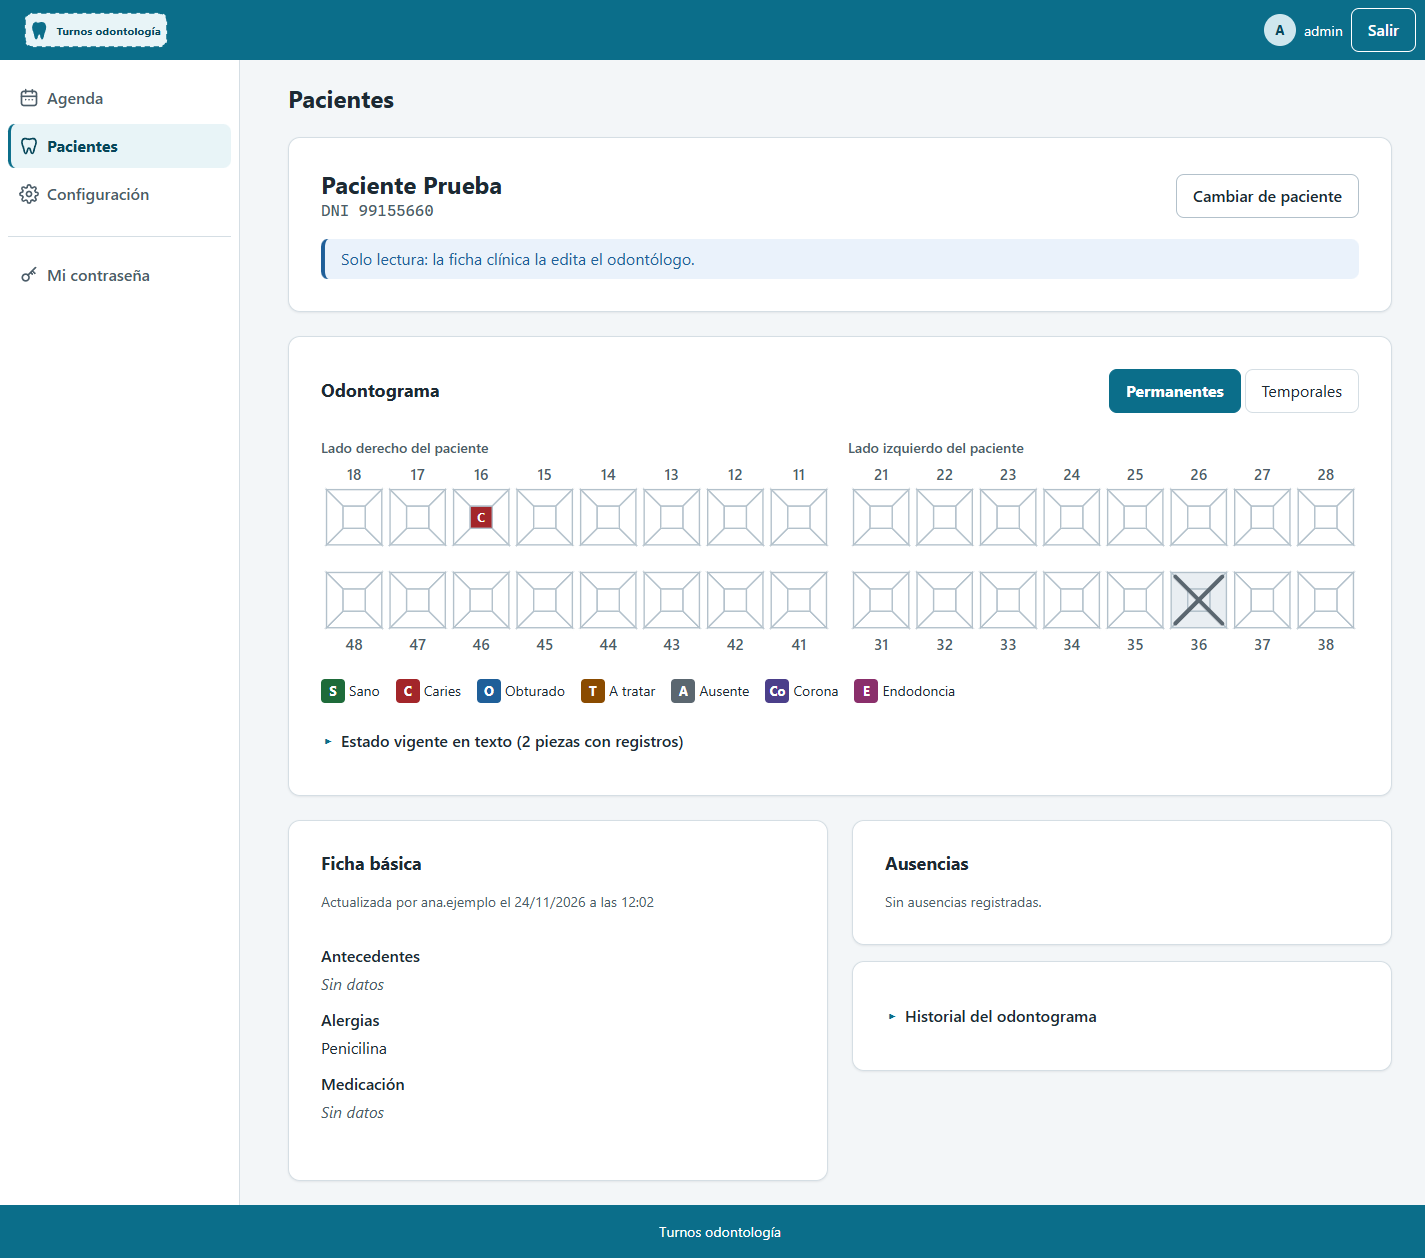 Turnos odontología
A admin Salir
Agenda
Pacientes
Configuración
Mi contraseña
Pacientes
Paciente Prueba
DNI 99155660
Cambiar de paciente
Solo lectura: la ficha clínica la edita el odontólogo.
Odontograma
Permanentes Temporales
Lado derecho del paciente
18 17 16 15 14 13 12 11
C
48 47 46 45 44 43 42 41
Lado izquierdo del paciente
21 22 23 24 25 26 27 28
31 32 33 34 35 36 37 38
S Sano C Caries O Obturado T A tratar A Ausente Co Corona E Endodoncia
Estado vigente en texto (2 piezas con registros)
Ficha básica
Actualizada por ana.ejemplo el 24/11/2026 a las 12:02
Antecedentes
Sin datos
Alergias
Penicilina
Medicación
Sin datos
Ausencias
Sin ausencias registradas.
Historial del odontograma
Turnos odontología